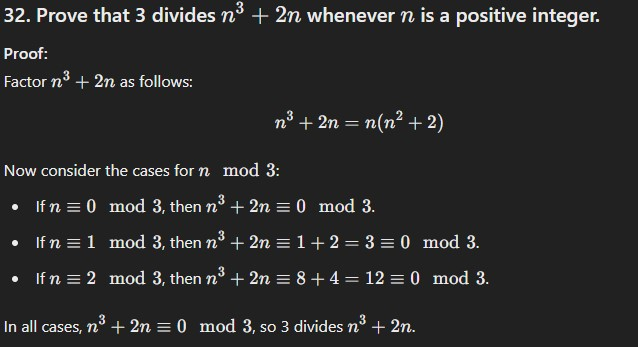 32. Prove that 3 divides n³ + 2n whenever n is a positive integer.
Proof:
Factor n³ + 2n as follows:
n³ + 2n = n(n² + 2)
Now consider the cases for n mod 3:
• If n ≡ 0 mod 3, then n³ + 2n ≡ 0 mod 3.
• If n ≡ 1 mod 3, then n³ + 2n ≡ 1 + 2 = 3 ≡ 0 mod 3.
• If n ≡ 2 mod 3, then n³ + 2n ≡ 8 + 4 = 12 ≡ 0 mod 3.
In all cases, n³ + 2n ≡ 0 mod 3, so 3 divides n³ + 2n.